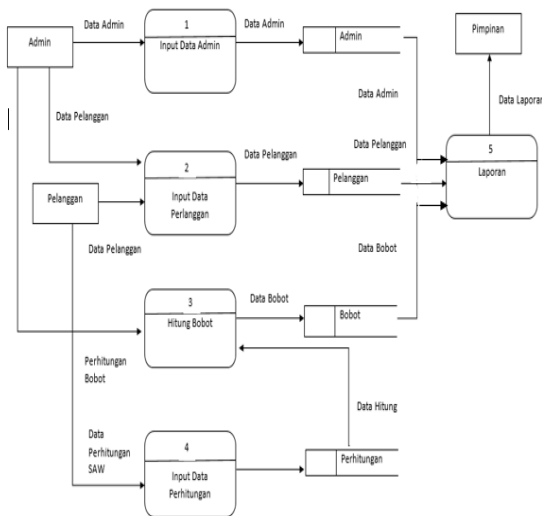 Admin
Data Admin
1
Input Data Admin
Data Admin
Admin
Pimpinan
Data Admin
Data Laporan
Data Pelanggan
Data Pelanggan
5
Laporan
2
Input Data
Perlanggan
Data Pelanggan
Pelanggan
Pelanggan
Data Pelanggan
Data Bobot
3
Hitung Bobot
Data Bobot
Bobot
Perhitungan
Bobot
Data Hitung
Data
Perhitungan
SAW
4
Input Data
Perhitungan
Perhitungan